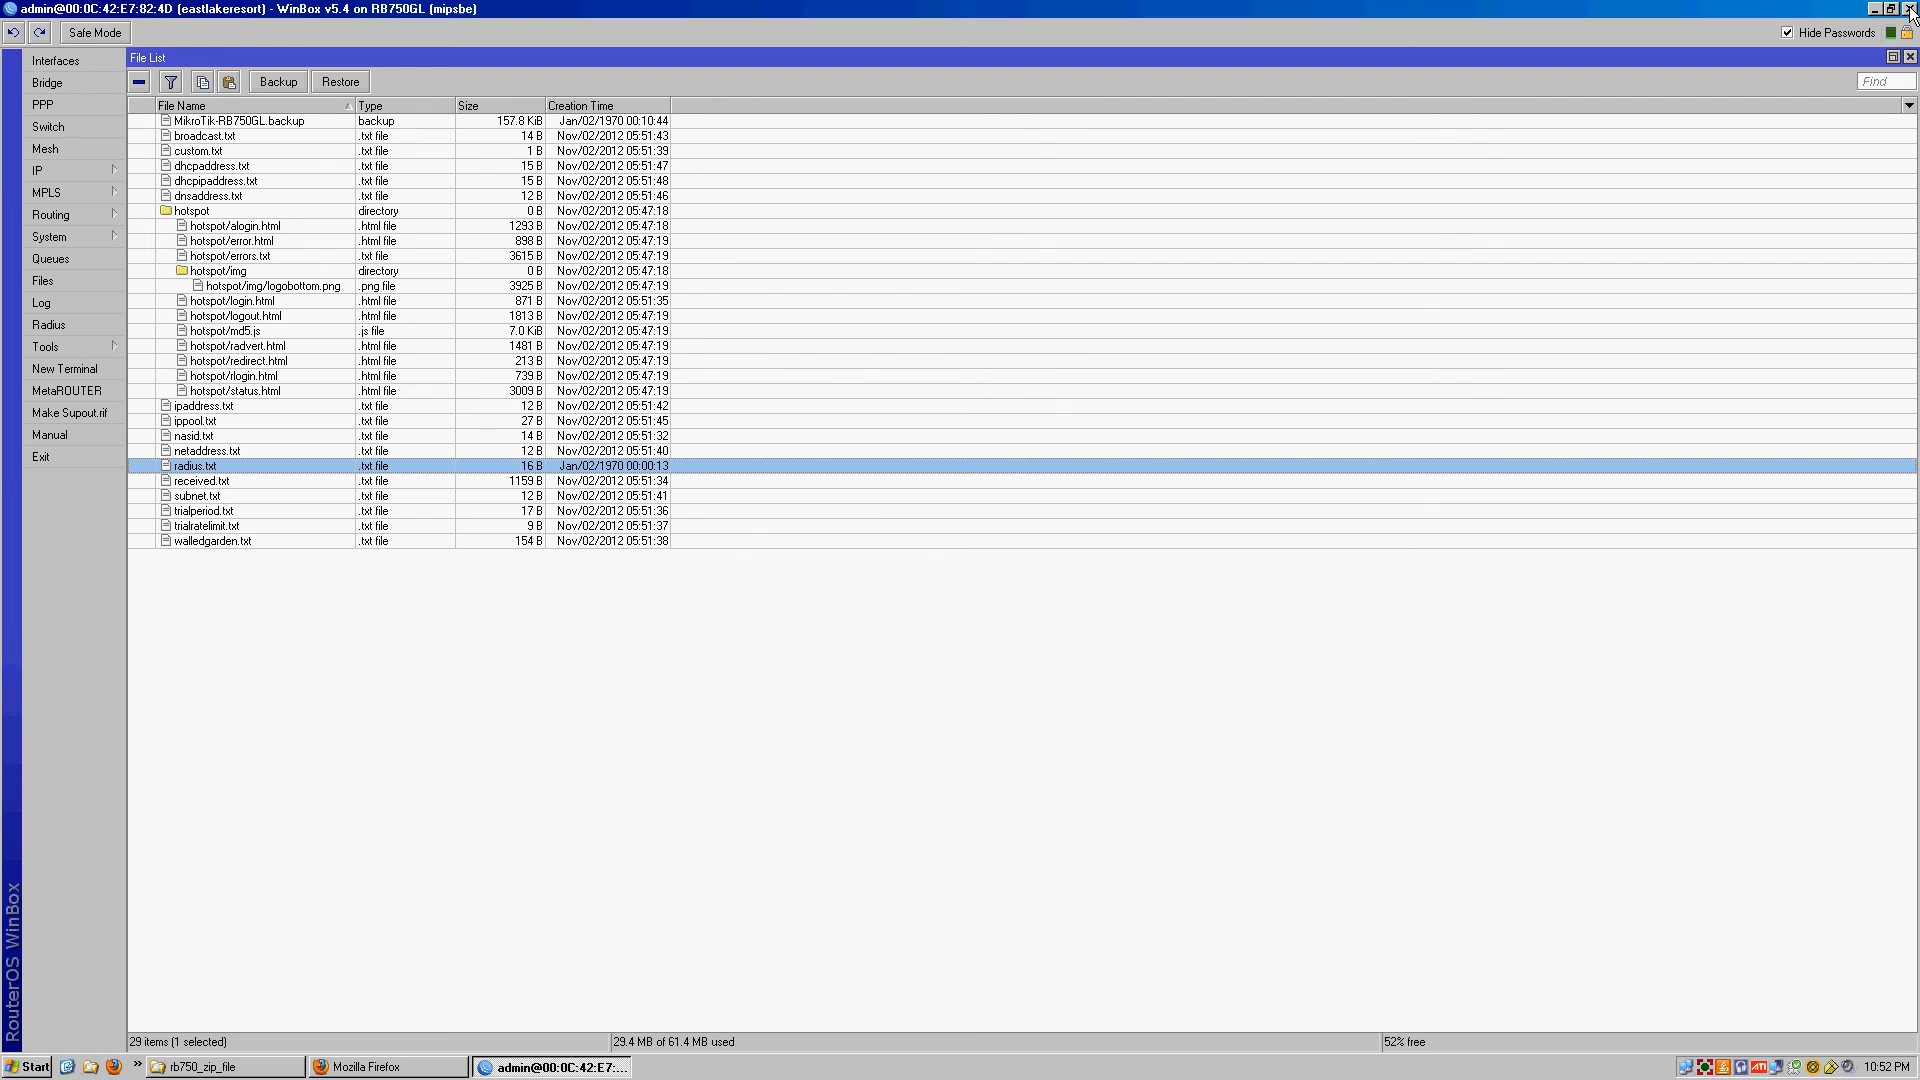 admin@00:0C:42:E7:82:4D (eastlakeresort) - WinBox v5.4 on RB750GL (mipsbe)
Safe Mode
Hide Passwords
Interfaces
Bridge
PPP
Switch
Mesh
IP
MPLS
Routing
System
Queues
Files
Log
Radius
Tools
New Terminal
MetaROUTER
Make Supout.rif
Manual
Exit
RouterOS WinBox
File List
Backup Restore Find
File Name Type Size Creation Time
MikroTik-RB750GL.backup backup 157.8 KiB Jan/02/1970 00:10:44
broadcast.txt .txt file 14 B Nov/02/2012 05:51:43
custom.txt .txt file 1 B Nov/02/2012 05:51:39
dhcpaddress.txt .txt file 15 B Nov/02/2012 05:51:47
dhcpipaddress.txt .txt file 15 B Nov/02/2012 05:51:48
dnsaddress.txt .txt file 12 B Nov/02/2012 05:51:46
hotspot directory 0 B Nov/02/2012 05:47:18
hotspot/alogin.html .html file 1293 B Nov/02/2012 05:47:18
hotspot/error.html .html file 898 B Nov/02/2012 05:47:19
hotspot/errors.txt .txt file 3615 B Nov/02/2012 05:47:19
hotspot/img directory 0 B Nov/02/2012 05:47:18
hotspot/img/logobottom.png .png file 3925 B Nov/02/2012 05:47:19
hotspot/login.html .html file 871 B Nov/02/2012 05:51:35
hotspot/logout.html .html file 1813 B Nov/02/2012 05:47:19
hotspot/md5.js .js file 7.0 KiB Nov/02/2012 05:47:19
hotspot/radvert.html .html file 1481 B Nov/02/2012 05:47:19
hotspot/redirect.html .html file 213 B Nov/02/2012 05:47:19
hotspot/rlogin.html .html file 739 B Nov/02/2012 05:47:19
hotspot/status.html .html file 3009 B Nov/02/2012 05:47:19
ipaddress.txt .txt file 12 B Nov/02/2012 05:51:42
ippool.txt .txt file 27 B Nov/02/2012 05:51:45
nasid.txt .txt file 14 B Nov/02/2012 05:51:32
netaddress.txt .txt file 12 B Nov/02/2012 05:51:40
radius.txt .txt file 16 B Jan/02/1970 00:00:13
received.txt .txt file 1159 B Nov/02/2012 05:51:34
subnet.txt .txt file 12 B Nov/02/2012 05:51:41
trialperiod.txt .txt file 17 B Nov/02/2012 05:51:36
trialratelimit.txt .txt file 9 B Nov/02/2012 05:51:37
walledgarden.txt .txt file 154 B Nov/02/2012 05:51:38
29 items (1 selected) 29.4 MB of 61.4 MB used 52% free
Start » rb750_zip_file Mozilla Firefox admin@00:0C:42:E7:... ATI 10:52 PM